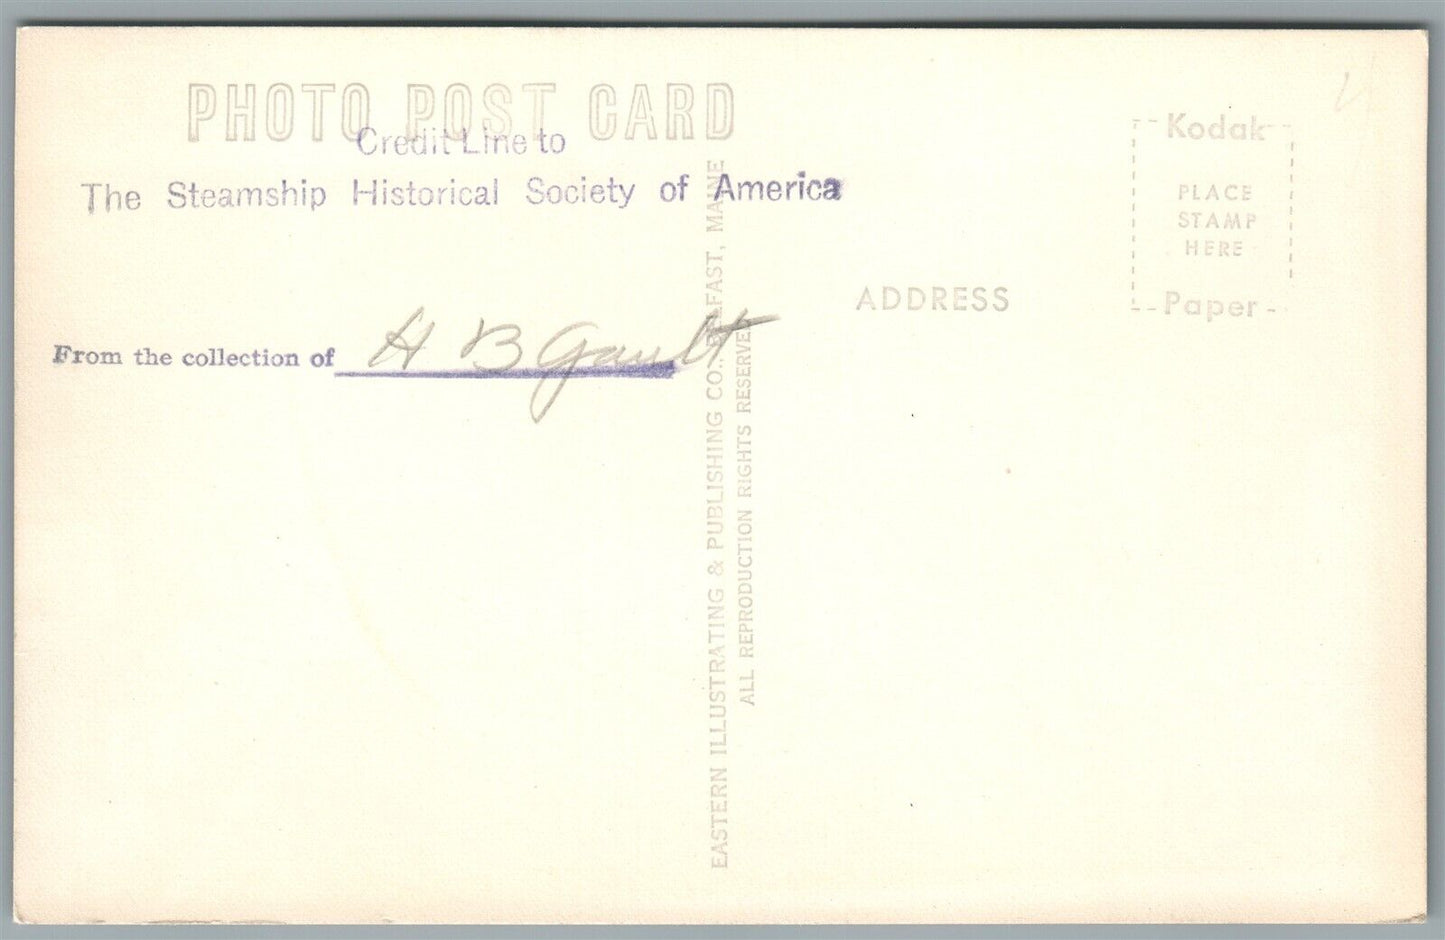 PHOTO POST CARD
Credit Line to
The Steamship Historical Society of America
From the collection of H B Gault
EASTERN ILLUSTRATING & PUBLISHING CO., BELFAST, MAINE
ALL REPRODUCTION RIGHTS RESERVED
ADDRESS
Kodak
PLACE
STAMP
HERE
Paper